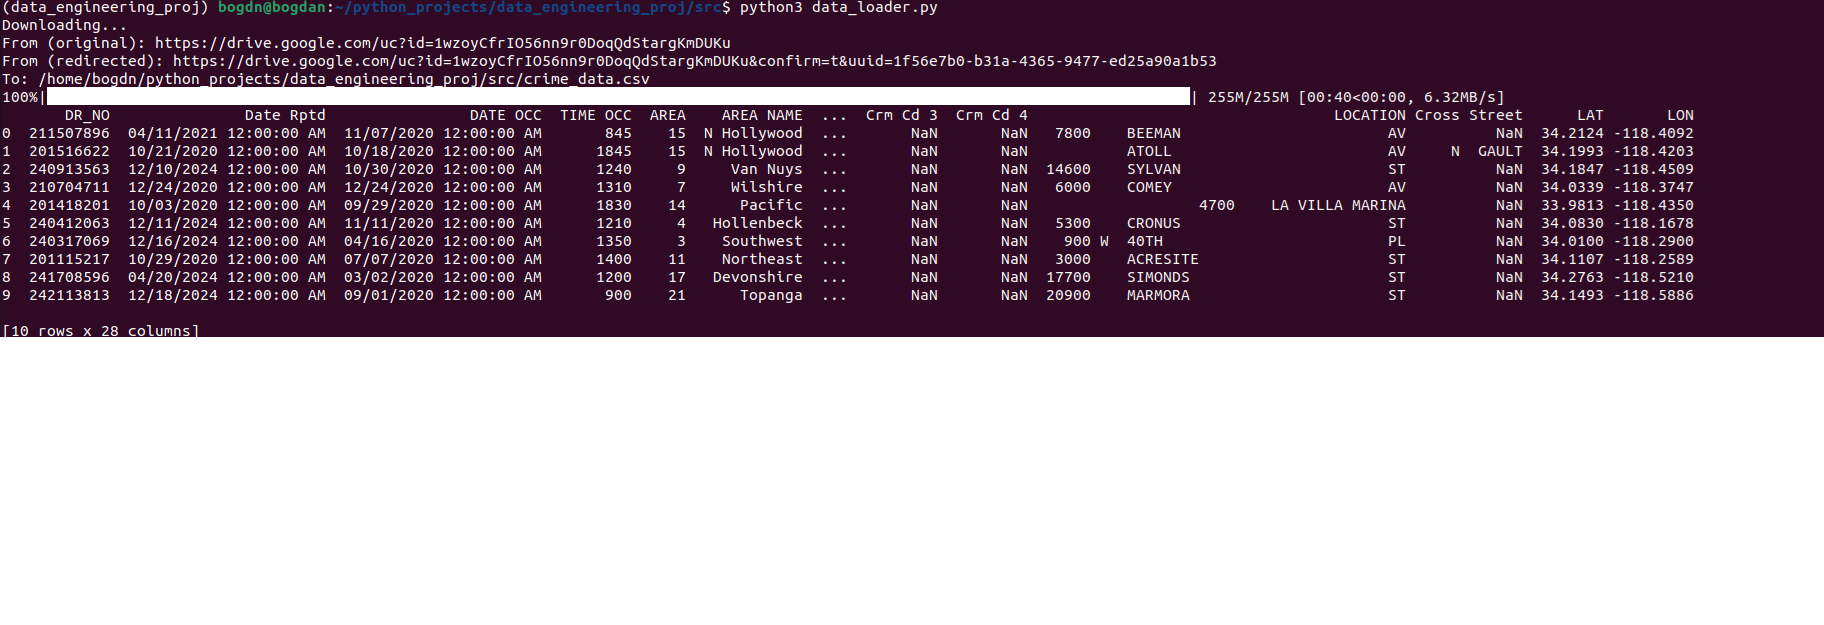 (data_engineering_proj) bogdn@bogdan:~/python_projects/data_engineering_proj/src$ python3 data_loader.py
Downloading...
From (original): https://drive.google.com/uc?id=1wzoyCfrIO56nn9r0DoqQdStargKmDUKu
From (redirected): https://drive.google.com/uc?id=1wzoyCfrIO56nn9r0DoqQdStargKmDUKu&confirm=t&uuid=1f56e7b0-b31a-4365-9477-ed25a90a1b53
To: /home/bogdn/python_projects/data_engineering_proj/src/crime_data.csv
100%| | 255M/255M [00:40<00:00, 6.32MB/s]
DR_NO Date Rptd DATE OCC TIME OCC AREA AREA NAME ... Crm Cd 3 Crm Cd 4 LOCATION Cross Street LAT LON
0 211507896 04/11/2021 12:00:00 AM 11/07/2020 12:00:00 AM 845 15 N Hollywood ... NaN NaN 7800 BEEMAN AV NaN 34.2124 -118.4092
1 201516622 10/21/2020 12:00:00 AM 10/18/2020 12:00:00 AM 1845 15 N Hollywood ... NaN NaN ATOLL AV N GAULT 34.1993 -118.4203
2 240913563 12/10/2024 12:00:00 AM 10/30/2020 12:00:00 AM 1240 9 Van Nuys ... NaN NaN 14600 SYLVAN ST NaN 34.1847 -118.4509
3 210704711 12/24/2020 12:00:00 AM 12/24/2020 12:00:00 AM 1310 7 Wilshire ... NaN NaN 6000 COMEY AV NaN 34.0339 -118.3747
4 201418201 10/03/2020 12:00:00 AM 09/29/2020 12:00:00 AM 1830 14 Pacific ... NaN NaN 4700 LA VILLA MARINA NaN 33.9813 -118.4350
5 240412063 12/11/2024 12:00:00 AM 11/11/2020 12:00:00 AM 1210 4 Hollenbeck ... NaN NaN 5300 CRONUS ST NaN 34.0830 -118.1678
6 240317069 12/16/2024 12:00:00 AM 04/16/2020 12:00:00 AM 1350 3 Southwest ... NaN NaN 900 W 40TH PL NaN 34.0100 -118.2900
7 201115217 10/29/2020 12:00:00 AM 07/07/2020 12:00:00 AM 1400 11 Northeast ... NaN NaN 3000 ACRESITE ST NaN 34.1107 -118.2589
8 241708596 04/20/2024 12:00:00 AM 03/02/2020 12:00:00 AM 1200 17 Devonshire ... NaN NaN 17700 SIMONDS ST NaN 34.2763 -118.5210
9 242113813 12/18/2024 12:00:00 AM 09/01/2020 12:00:00 AM 900 21 Topanga ... NaN NaN 20900 MARMORA ST NaN 34.1493 -118.5886
[10 rows x 28 columns]